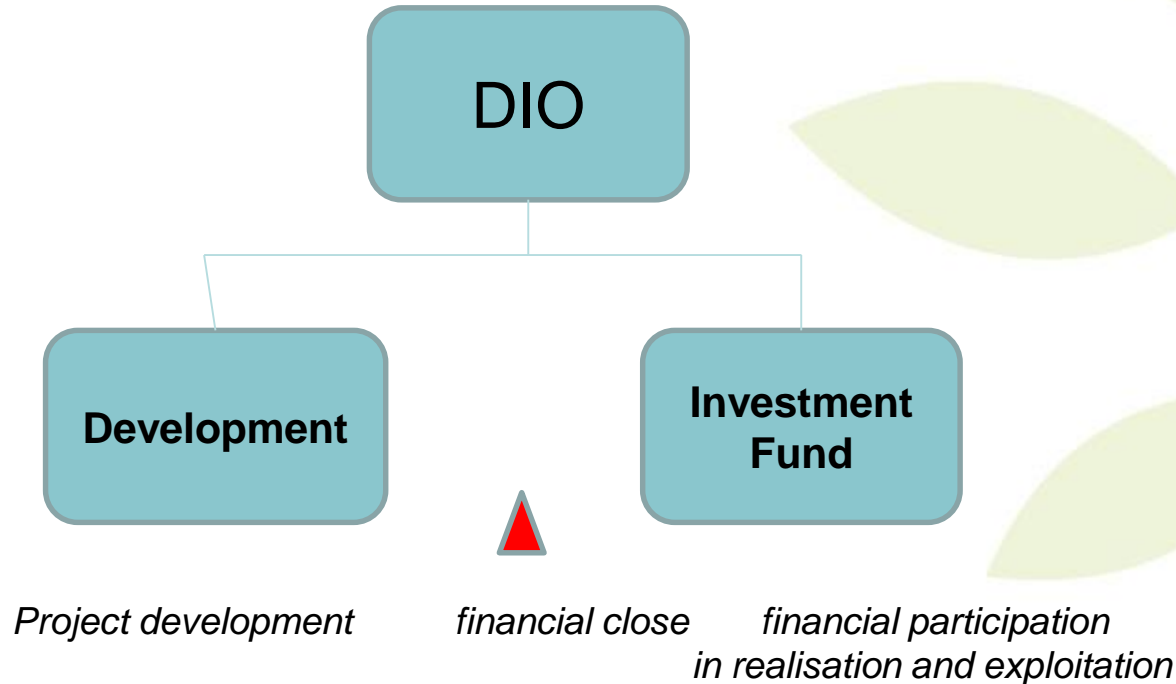 DIO
Development
Investment
Fund
Project development
financial close
financial participation
in realisation and exploitation